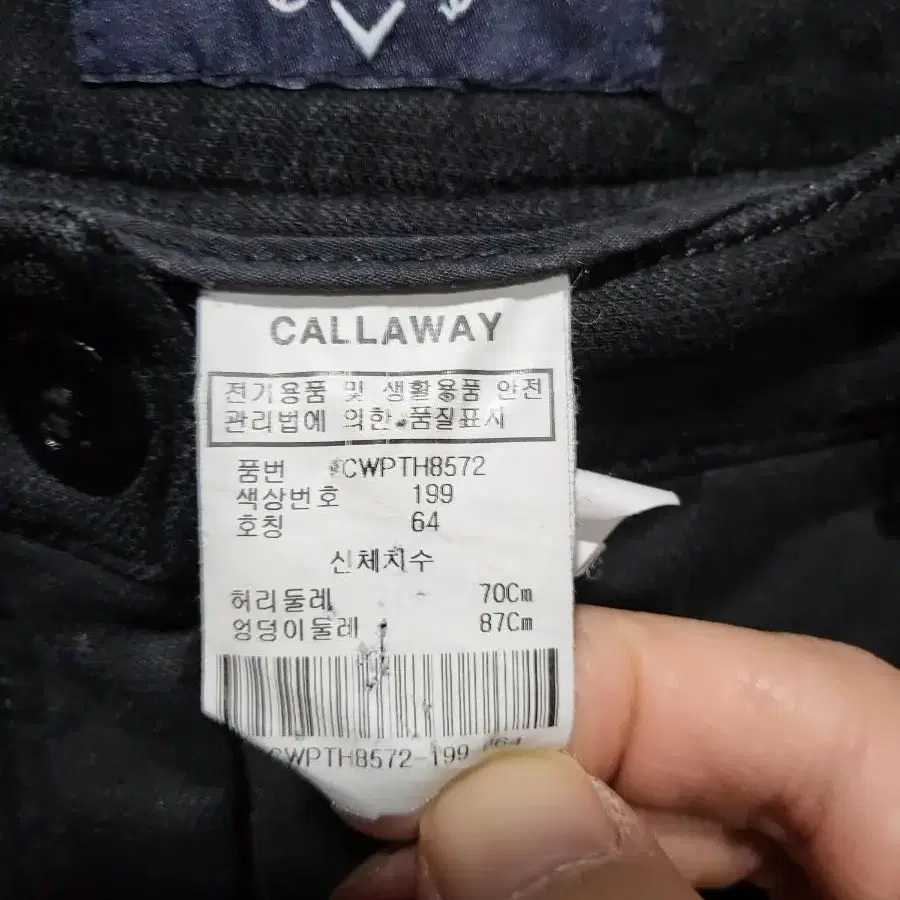 CALLAWAY
전기용품 및 생활용품 안전
관리법에 의한 품질표시
품번 CWPTH8572
색상번호 199
호칭 64
신체치수
허리둘레 70Cm
엉덩이둘레 87Cm
CWPTH8572-199